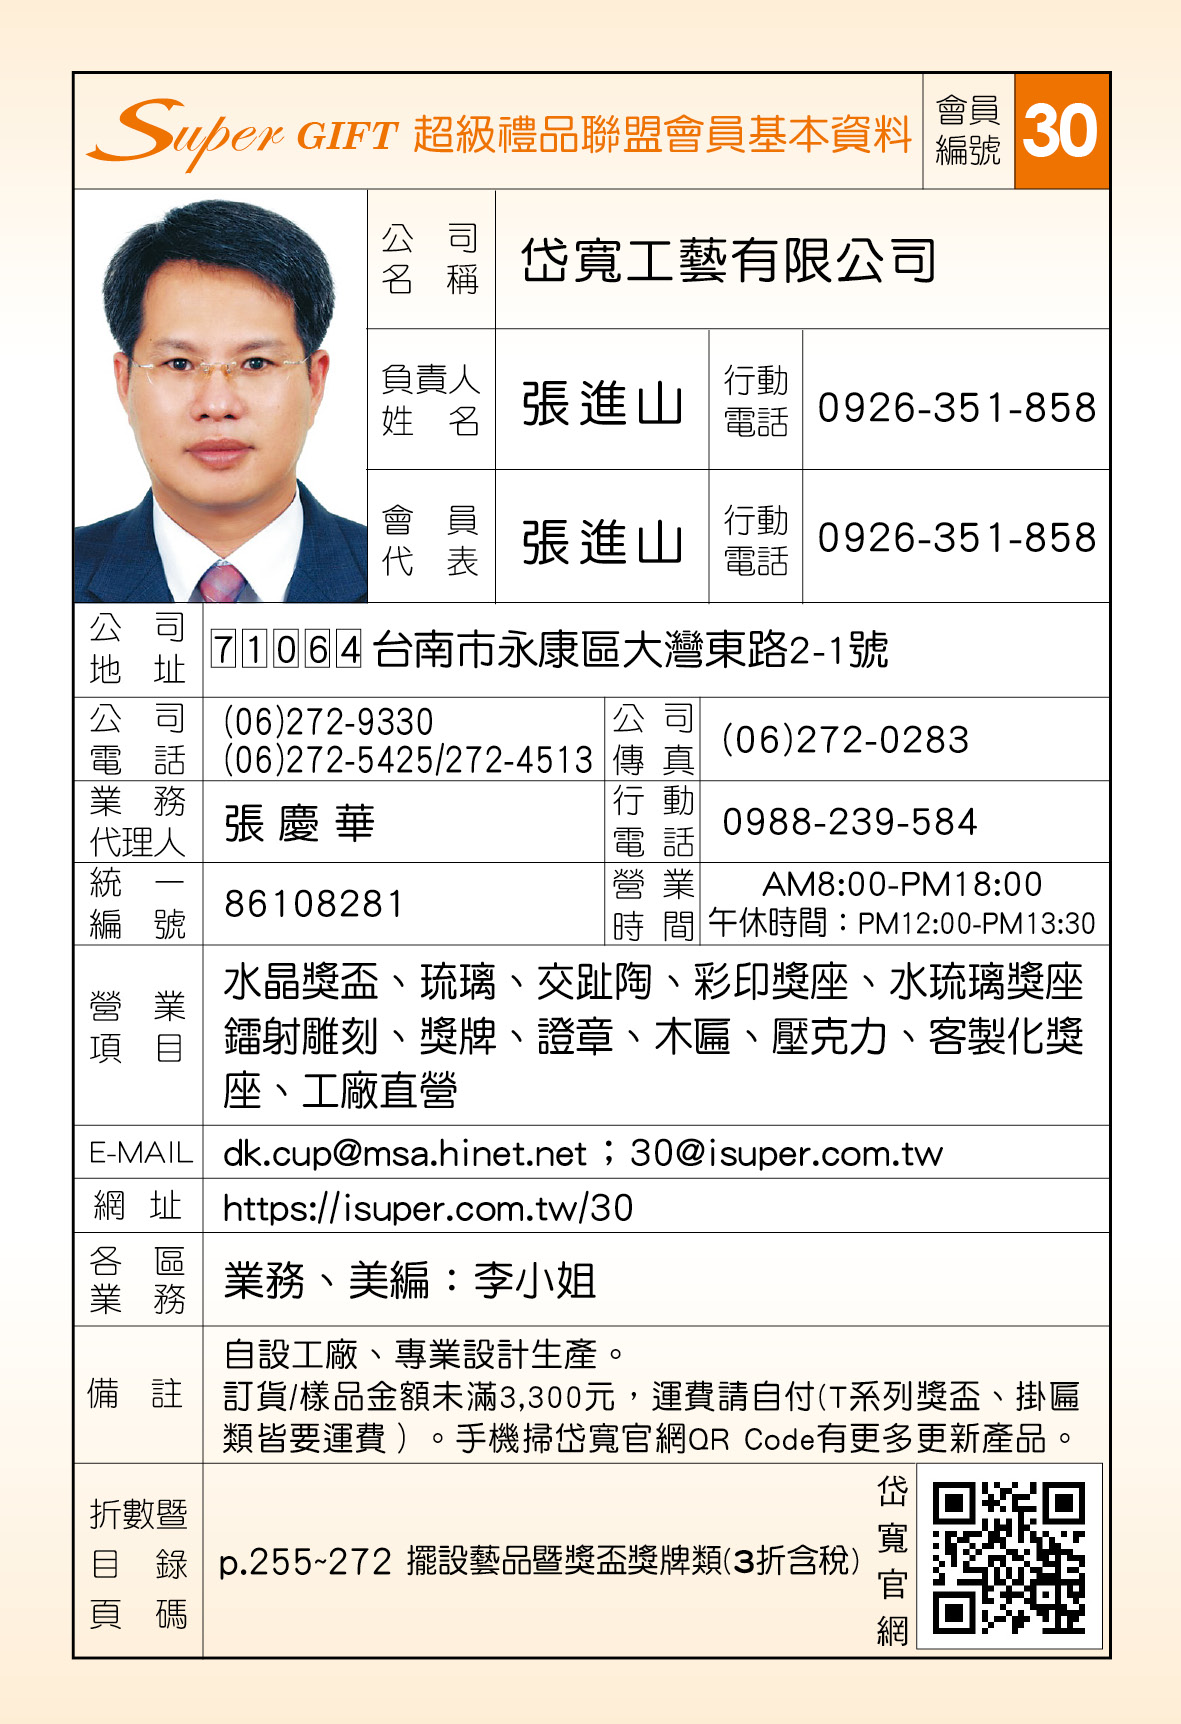 Super GIFT 超級禮品聯盟會員基本資料
會員
編號
30
公司
名稱
岱寬工藝有限公司
負責人
姓名
張進山
行動
電話
0926-351-858
會員
代表
張進山
行動
電話
0926-351-858
公司
地址
71064 台南市永康區大灣東路2-1號
公司
電話
(06)272-9330
(06)272-5425/272-4513
公司
傳真
(06)272-0283
業務
代理人
張慶華
行動
電話
0988-239-584
統一
編號
86108281
營業
時間
AM8:00-PM18:00
午休時間：PM12:00-PM13:30
營業
項目
水晶獎盃、琉璃、交趾陶、彩印獎座、水琉璃獎座
鐳射雕刻、獎牌、證章、木匾、壓克力、客製化獎
座、工廠直營
E-MAIL
dk.cup@msa.hinet.net；30@isuper.com.tw
網址
https://isuper.com.tw/30
各區
業務
業務、美編：李小姐
備註
自設工廠、專業設計生產。
訂貨/樣品金額未滿3,300元，運費請自付(T系列獎盃、掛匾
類皆要運費）。手機掃岱寬官網QR Code有更多更新產品。
折數暨
目錄
頁碼
p.255~272 擺設藝品暨獎盃獎牌類(3折含稅)
岱寬官網